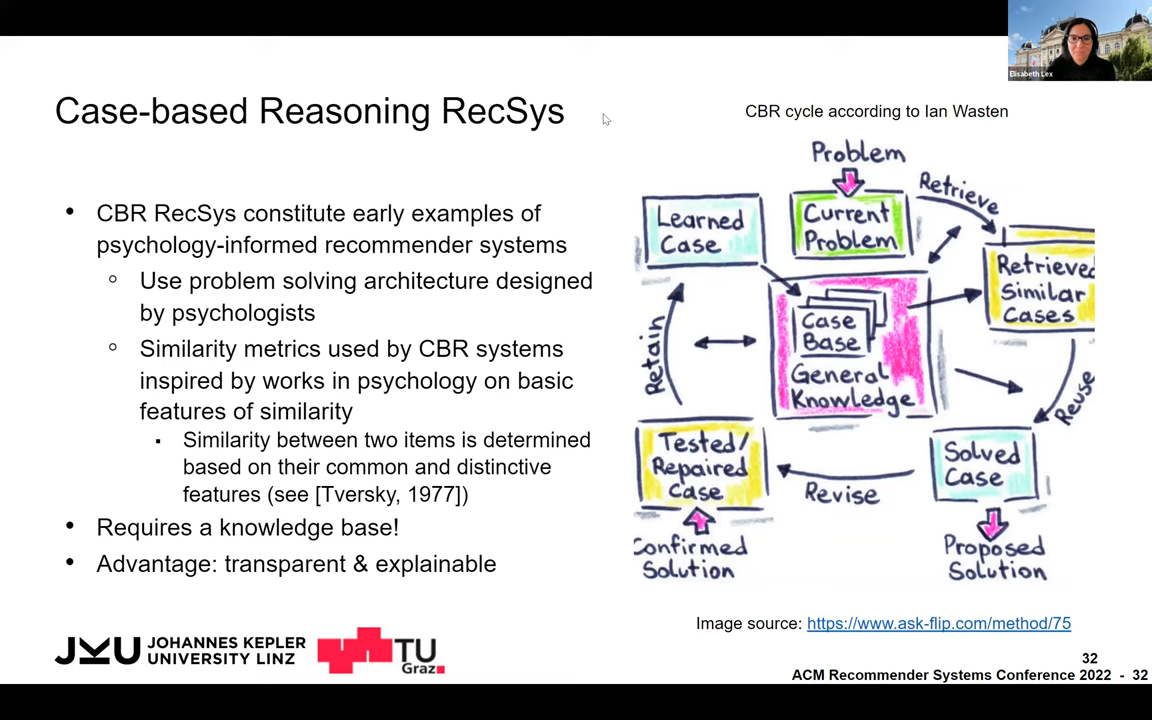 Elisabeth Lex
Case-based Reasoning RecSys
CBR cycle according to Ian Wasten
• CBR RecSys constitute early examples of
psychology-informed recommender systems
○ Use problem solving architecture designed
by psychologists
○ Similarity metrics used by CBR systems
inspired by works in psychology on basic
features of similarity
▪ Similarity between two items is determined
based on their common and distinctive
features (see [Tversky, 1977])
• Requires a knowledge base!
• Advantage: transparent & explainable
Problem
Retrieve
Learned
Case
Current
Problem
Retrieved
Similar
Cases
Case
Base
General
Knowledge
Retain
Reuse
Tested/
Repaired
Case
Solved
Case
Revise
Confirmed
Solution
Proposed
Solution
Image source: https://www.ask-flip.com/method/75
JKU JOHANNES KEPLER
UNIVERSITY LINZ
TU
Graz
32
ACM Recommender Systems Conference 2022 - 32